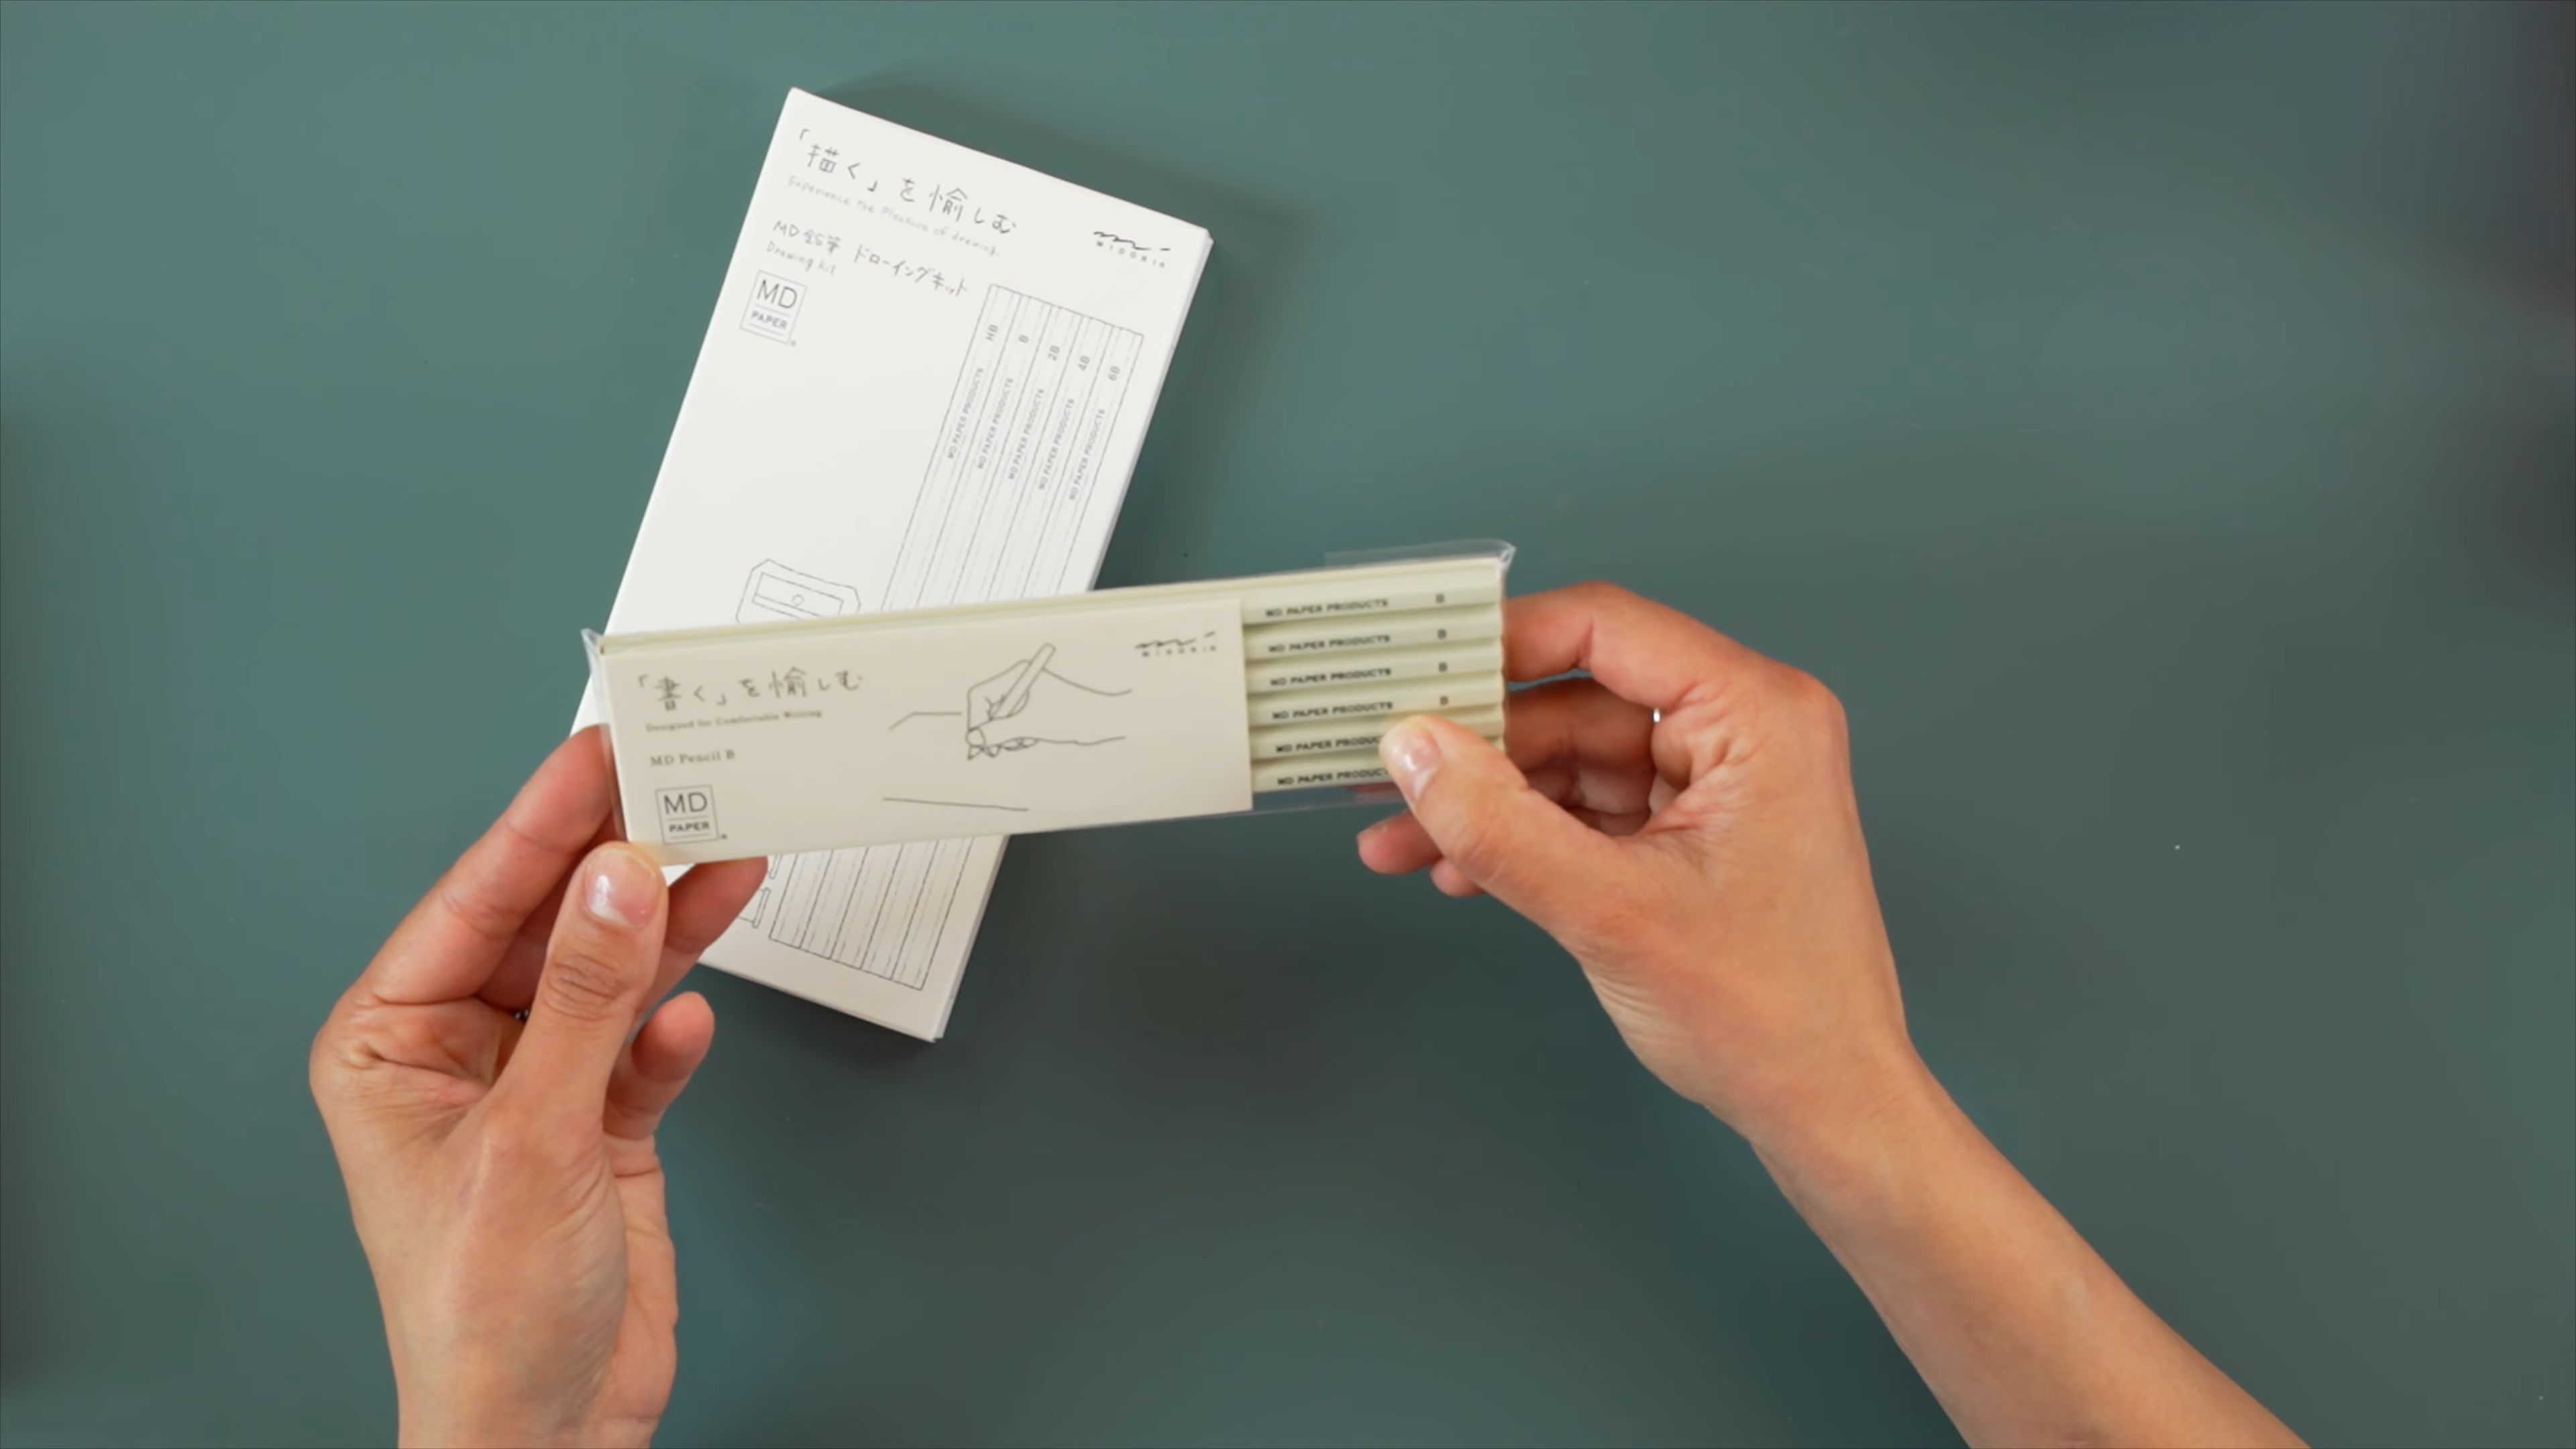 「描く」を愉しむ
Experience the Pleasure of drawing.
MD鉛筆 ドローイングキット
Drawing kit
MD
PAPER
MIDORI
HB
B
2B
4B
6B
MD PAPER PRODUCTS
MD PAPER PRODUCTS
MD PAPER PRODUCTS
MD PAPER PRODUCTS
MD PAPER PRODUCTS
「書く」を愉しむ
Designed for Comfortable Writing
MD Pencil B
MD
PAPER
MIDORI
MD PAPER PRODUCTS B
MD PAPER PRODUCTS B
MD PAPER PRODUCTS B
MD PAPER PRODUCTS B
MD PAPER PRODUC
MD PAPER PRODUC